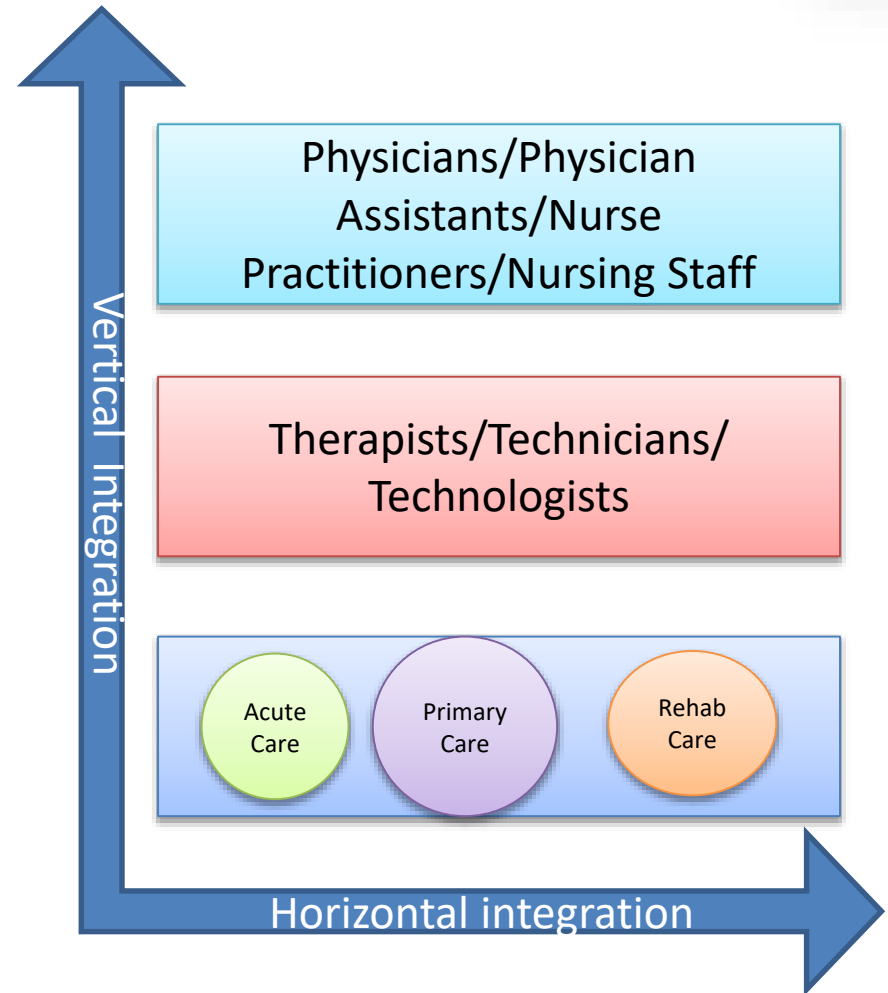 Physicians/Physician
Assistants/Nurse
Practitioners/Nursing Staff
Vertical Integration
Therapists/Technicians/
Technologists
Acute
Care
Primary
Care
Rehab
Care
Horizontal integration